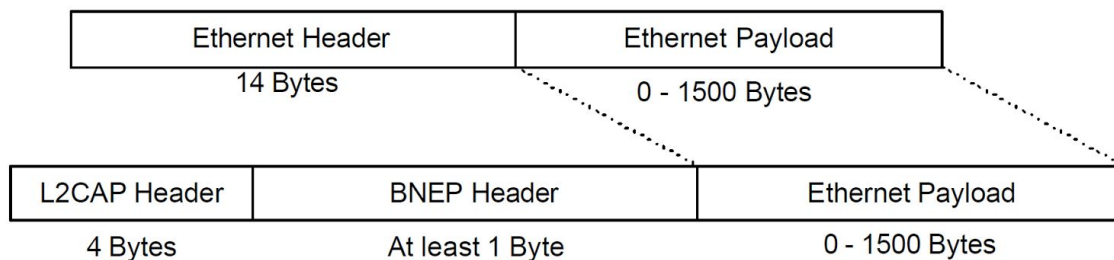 Ethernet Header Ethernet Payload
14 Bytes 0 - 1500 Bytes
L2CAP Header BNEP Header Ethernet Payload
4 Bytes At least 1 Byte 0 - 1500 Bytes